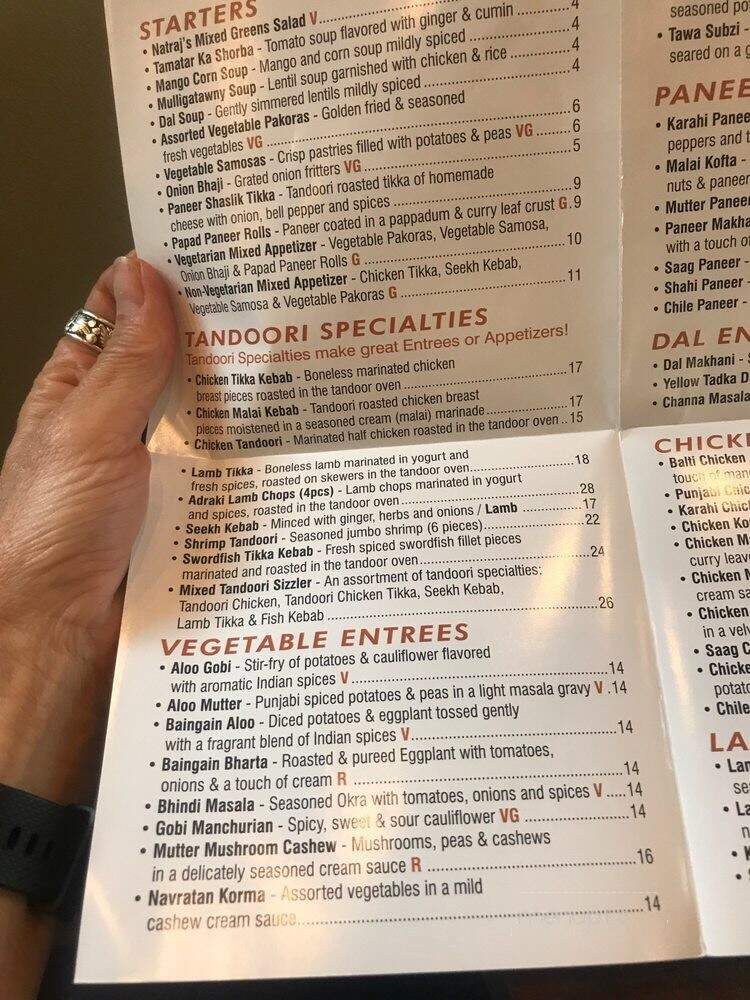 STARTERS
• Natraj's Mixed Greens Salad V
• Tamatar Ka Shorba - Tomato soup flavored with ginger & cumin ..... 4
• Mango Corn Soup - Mango and corn soup mildly spiced ..... 4
• Mulligatawny Soup - Lentil soup garnished with chicken & rice ..... 4
• Dal Soup - Gently simmered lentils mildly spiced ..... 4
• Assorted Vegetable Pakoras - Golden fried & seasoned
fresh vegetables VG ..... 6
• Vegetable Samosas - Crisp pastries filled with potatoes & peas VG ..... 6
• Onion Bhaji - Grated onion fritters VG ..... 5
• Paneer Shaslik Tikka - Tandoori roasted tikka of homemade
cheese with onion, bell pepper and spices ..... 9
• Papad Paneer Rolls - Paneer coated in a pappadum & curry leaf crust G . 9
• Vegetarian Mixed Appetizer - Vegetable Pakoras, Vegetable Samosa,
Onion Bhaji & Papad Paneer Rolls G ..... 10
• Non-Vegetarian Mixed Appetizer - Chicken Tikka, Seekh Kebab,
Vegetable Samosa & Vegetable Pakoras G ..... 11
TANDOORI SPECIALTIES
Tandoori Specialties make great Entrees or Appetizers!
• Chicken Tikka Kebab - Boneless marinated chicken
breast pieces roasted in the tandoor oven ..... 17
• Chicken Malai Kebab - Tandoori roasted chicken breast
pieces moistened in a seasoned cream (malai) marinade ..... 17
• Chicken Tandoori - Marinated half chicken roasted in the tandoor oven .. 15
• Lamb Tikka - Boneless lamb marinated in yogurt and
fresh spices, roasted on skewers in the tandoor oven ..... 18
• Adraki Lamb Chops (4pcs) - Lamb chops marinated in yogurt
and spices, roasted in the tandoor oven ..... 28
• Seekh Kebab - Minced with ginger, herbs and onions / Lamb ..... 17
• Shrimp Tandoori - Seasoned jumbo shrimp (6 pieces) ..... 22
• Swordfish Tikka Kebab - Fresh spiced swordfish fillet pieces
marinated and roasted in the tandoor oven ..... 24
• Mixed Tandoori Sizzler - An assortment of tandoori specialties:
Tandoori Chicken, Tandoori Chicken Tikka, Seekh Kebab,
Lamb Tikka & Fish Kebab ..... 26
VEGETABLE ENTREES
• Aloo Gobi - Stir-fry of potatoes & cauliflower flavored
with aromatic Indian spices V ..... 14
• Aloo Mutter - Punjabi spiced potatoes & peas in a light masala gravy V . 14
• Baingain Aloo - Diced potatoes & eggplant tossed gently
with a fragrant blend of Indian spices V ..... 14
• Baingain Bharta - Roasted & pureed Eggplant with tomatoes,
onions & a touch of cream R ..... 14
• Bhindi Masala - Seasoned Okra with tomatoes, onions and spices V ..... 14
• Gobi Manchurian - Spicy, sweet & sour cauliflower VG ..... 14
• Mutter Mushroom Cashew - Mushrooms, peas & cashews
in a delicately seasoned cream sauce R ..... 16
• Navratan Korma - Assorted vegetables in a mild
cashew cream sauce ..... 14
seasoned po
• Tawa Subzi -
seared on a g
PANEE
• Karahi Panee
peppers and t
• Malai Kofta -
nuts & paneer
• Mutter Paneer
• Paneer Makha
with a touch o
• Saag Paneer -
• Shahi Paneer -
• Chile Paneer -
DAL EN
• Dal Makhani - S
• Yellow Tadka D
• Channa Masala
CHICK
• Balti Chicken
touch of mang
• Punjabi Chic
• Karahi Chic
• Chicken Ko
• Chicken M
curry leav
• Chicken M
cream sa
• Chicken
in a velv
• Saag C
• Chicke
potato
• Chile
LA
• Lan
se
• La
n
• K